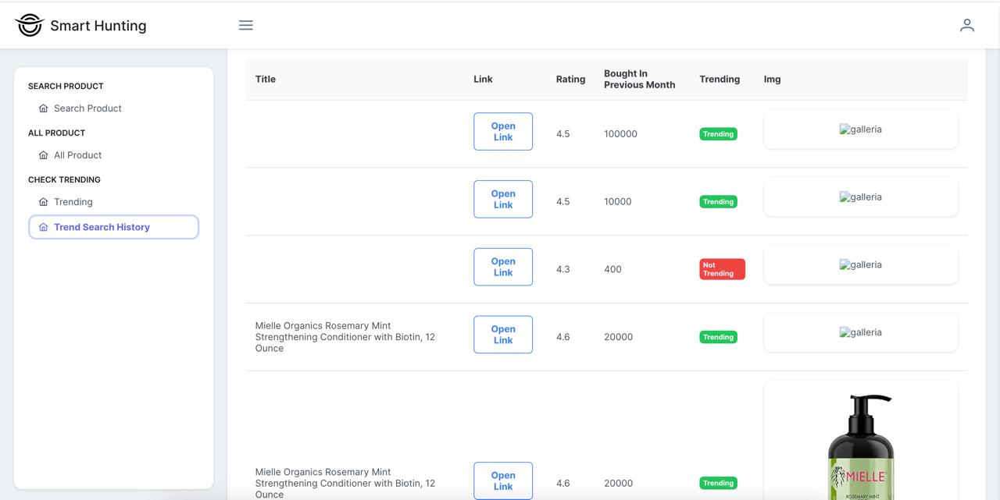 Smart Hunting
SEARCH PRODUCT
Search Product
ALL PRODUCT
All Product
CHECK TRENDING
Trending
Trend Search History
Title Link Rating Bought In Previous Month Trending Img
Open Link 4.5 100000 Trending galleria
Open Link 4.5 10000 Trending galleria
Open Link 4.3 400 Not Trending galleria
Mielle Organics Rosemary Mint
Strengthening Conditioner with Biotin, 12
Ounce
Open Link 4.6 20000 Trending galleria
Mielle Organics Rosemary Mint
Strengthening Conditioner with Biotin, 12
Ounce
Open Link 4.6 20000 Trending
MIELLE
ROSEMARY MINT